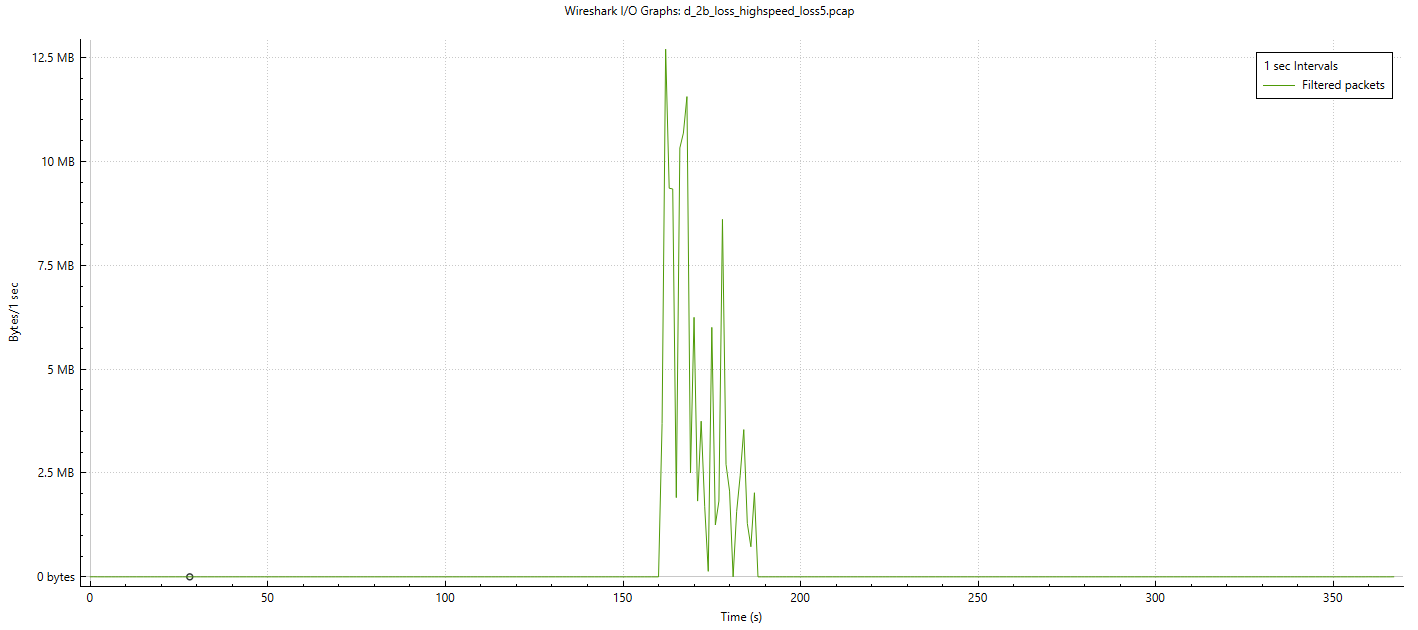 Wireshark I/O Graphs: d_2b_loss_highspeed_loss5.pcap
12.5 MB
10 MB
7.5 MB
5 MB
2.5 MB
0 bytes
Bytes/1 sec
1 sec Intervals
Filtered packets
0 50 100 150 200 250 300 350
Time (s)